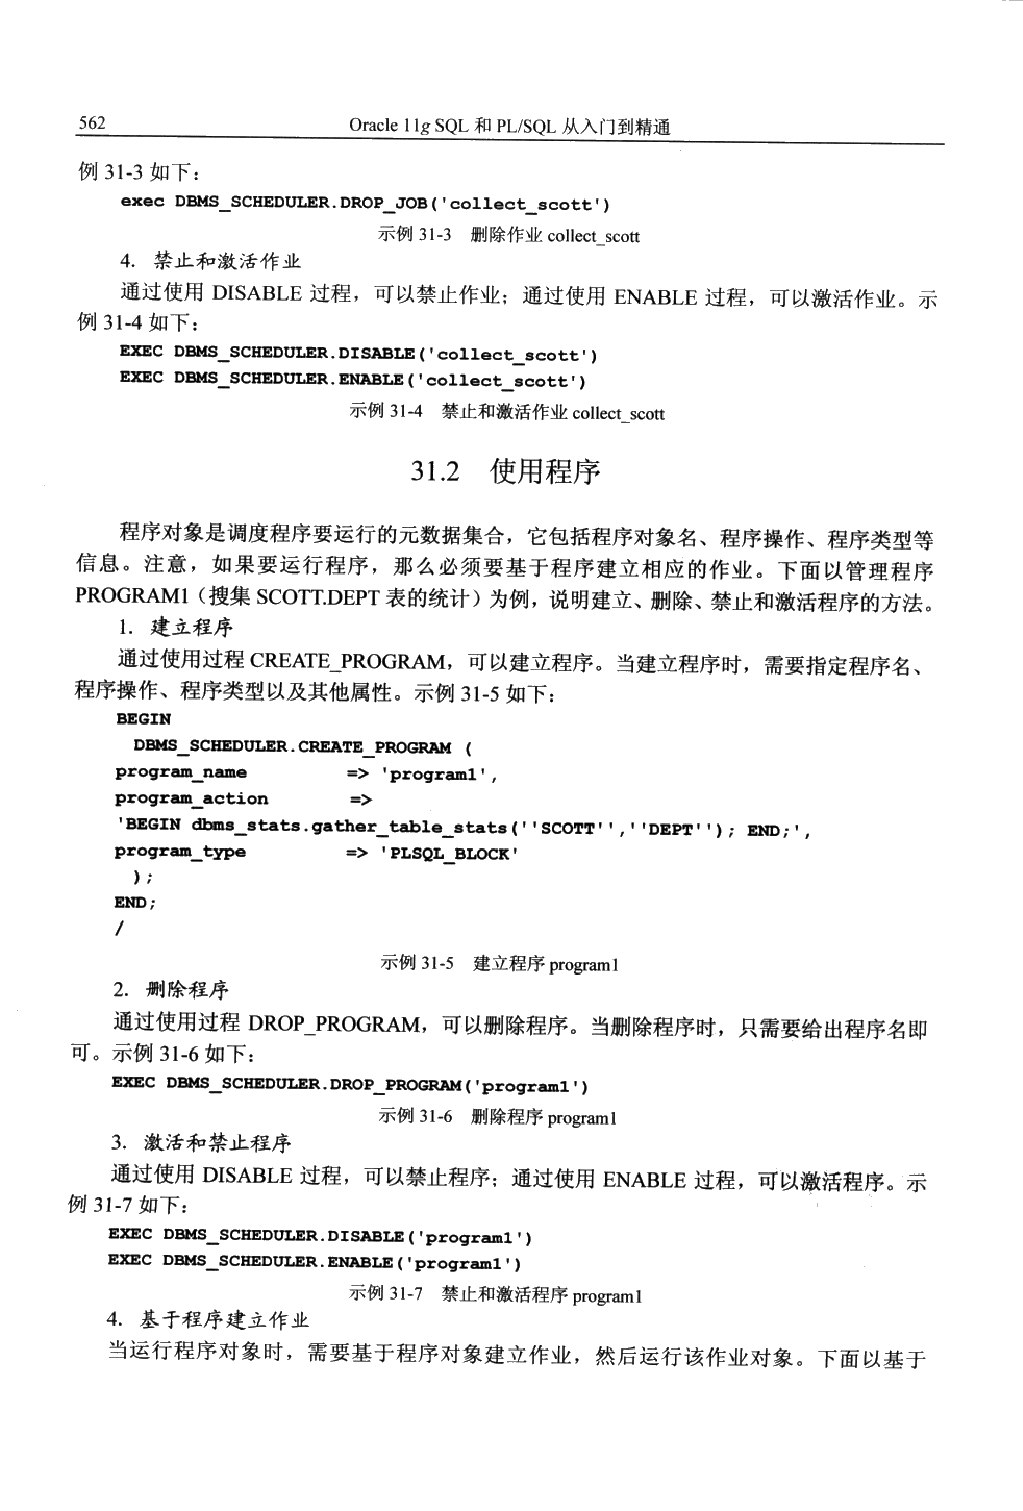 562
Oracle 11g SQL 和 PL/SQL 从入门到精通
例 31-3 如下：
exec DBMS_SCHEDULER.DROP_JOB('collect_scott')
示例 31-3 删除作业 collect_scott
4. 禁止和激活作业
通过使用 DISABLE 过程，可以禁止作业；通过使用 ENABLE 过程，可以激活作业。示
例 31-4 如下：
EXEC DBMS_SCHEDULER.DISABLE('collect_scott')
EXEC DBMS_SCHEDULER.ENABLE('collect_scott')
示例 31-4 禁止和激活作业 collect_scott
31.2 使用程序
程序对象是调度程序要运行的元数据集合，它包括程序对象名、程序操作、程序类型等
信息。注意，如果要运行程序，那么必须要基于程序建立相应的作业。下面以管理程序
PROGRAM1（搜集 SCOTT.DEPT 表的统计）为例，说明建立、删除、禁止和激活程序的方法。
1. 建立程序
通过使用过程 CREATE_PROGRAM，可以建立程序。当建立程序时，需要指定程序名、
程序操作、程序类型以及其他属性。示例 31-5 如下：
BEGIN
DBMS_SCHEDULER.CREATE_PROGRAM (
program_name => 'program1',
program_action =>
'BEGIN dbms_stats.gather_table_stats(''SCOTT'',''DEPT''); END;',
program_type => 'PLSQL_BLOCK'
);
END;
/
示例 31-5 建立程序 program1
2. 删除程序
通过使用过程 DROP_PROGRAM，可以删除程序。当删除程序时，只需要给出程序名即
可。示例 31-6 如下：
EXEC DBMS_SCHEDULER.DROP_PROGRAM('program1')
示例 31-6 删除程序 program1
3. 激活和禁止程序
通过使用 DISABLE 过程，可以禁止程序；通过使用 ENABLE 过程，可以激活程序。示
例 31-7 如下：
EXEC DBMS_SCHEDULER.DISABLE('program1')
EXEC DBMS_SCHEDULER.ENABLE('program1')
示例 31-7 禁止和激活程序 program1
4. 基于程序建立作业
当运行程序对象时，需要基于程序对象建立作业，然后运行该作业对象。下面以基于